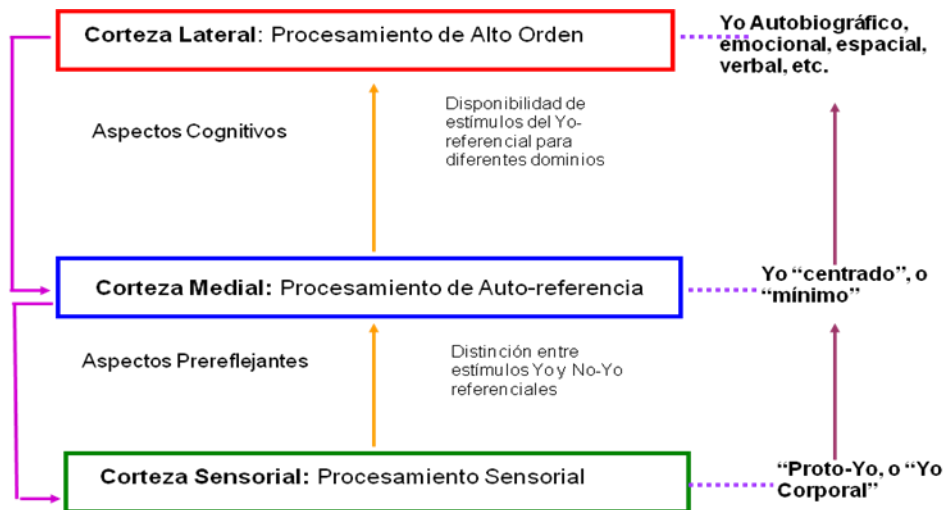 Corteza Lateral: Procesamiento de Alto Orden
Yo Autobiográfico,
emocional, espacial,
verbal, etc.
Aspectos Cognitivos
Disponibilidad de
estímulos del Yo-
referencial para
diferentes dominios
Corteza Medial: Procesamiento de Auto-referencia
Yo “centrado”, o
“mínimo”
Aspectos Prereflejantes
Distinción entre
estímulos Yo y No-Yo
referenciales
Corteza Sensorial: Procesamiento Sensorial
“Proto-Yo, o “Yo
Corporal”